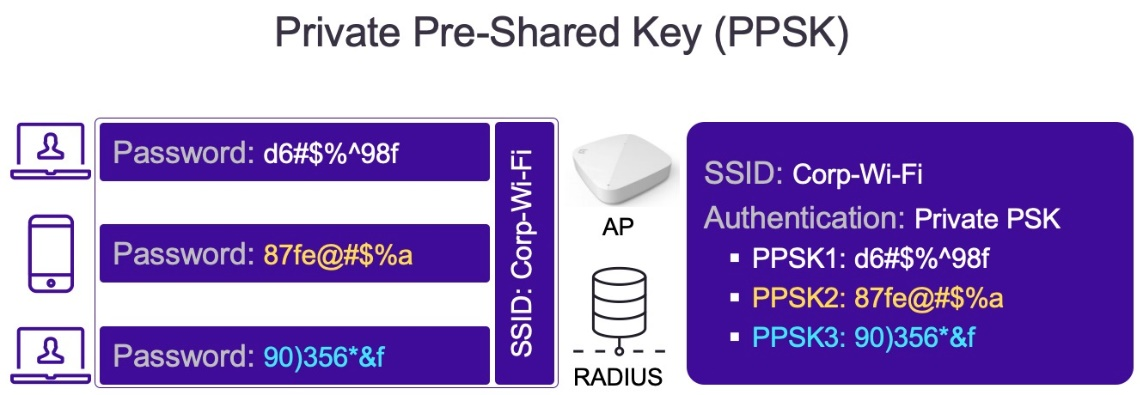 Private Pre-Shared Key (PPSK)
Password: d6#$%^98f
Password: 87fe@#$%a
Password: 90)356*&f
SSID: Corp-Wi-Fi
AP
RADIUS
SSID: Corp-Wi-Fi
Authentication: Private PSK
▪ PPSK1: d6#$%^98f
▪ PPSK2: 87fe@#$%a
▪ PPSK3: 90)356*&f